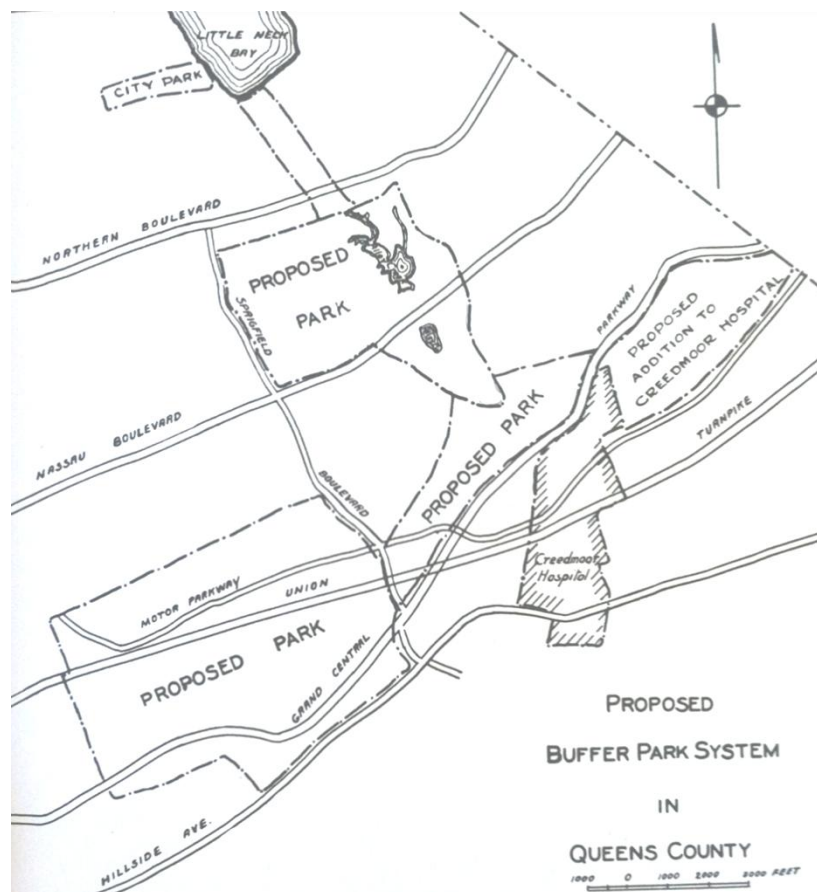 LITTLE NECK
BAY
CITY PARK
NORTHERN BOULEVARD
PROPOSED
PARK
SPRIGFIELD
PARKWAY
PROPOSED
ADDITION TO
CREEDMOOR HOSPITAL
NASSAU BOULEVARD
TURNPIKE
PROPOSED PARK
BOULEVARD
MOTOR PARKWAY
UNION
Creedmoor
Hospital
PROPOSED PARK
GRAND CENTRAL
HILLSIDE AVE.
PROPOSED
BUFFER PARK SYSTEM
IN
QUEENS COUNTY
1000 0 1000 2000 3000 FEET